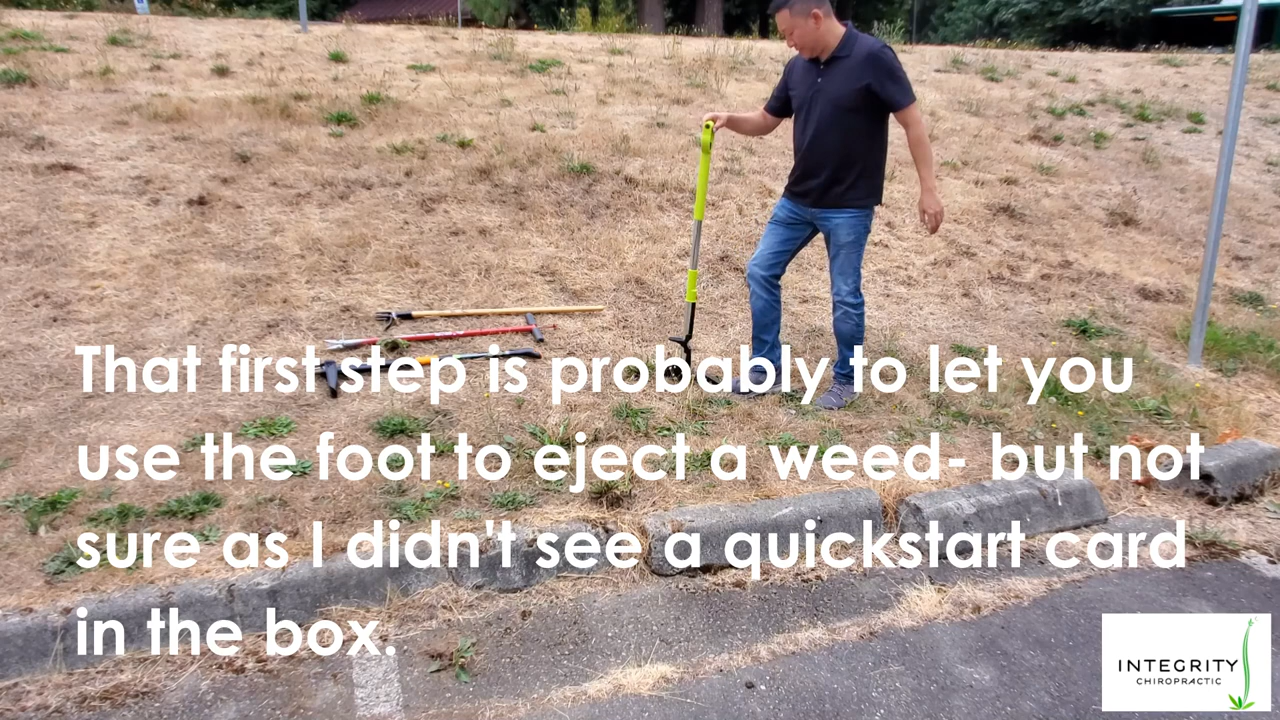 That first step is probably to let you
use the foot to eject a weed- but not
sure as I didn't see a quickstart card
in the box.
INTEGRITY
CHIROPRACTIC